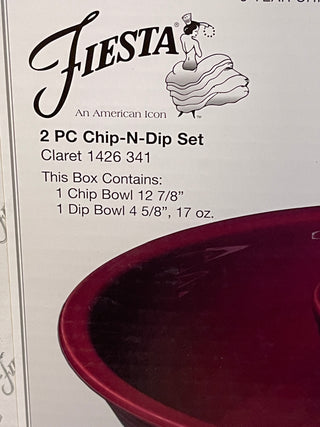 FIESTA®
An American Icon
™
2 PC Chip-N-Dip Set
Claret 1426 341
This Box Contains:
1 Chip Bowl 12 7/8”
1 Dip Bowl 4 5/8”, 17 oz.